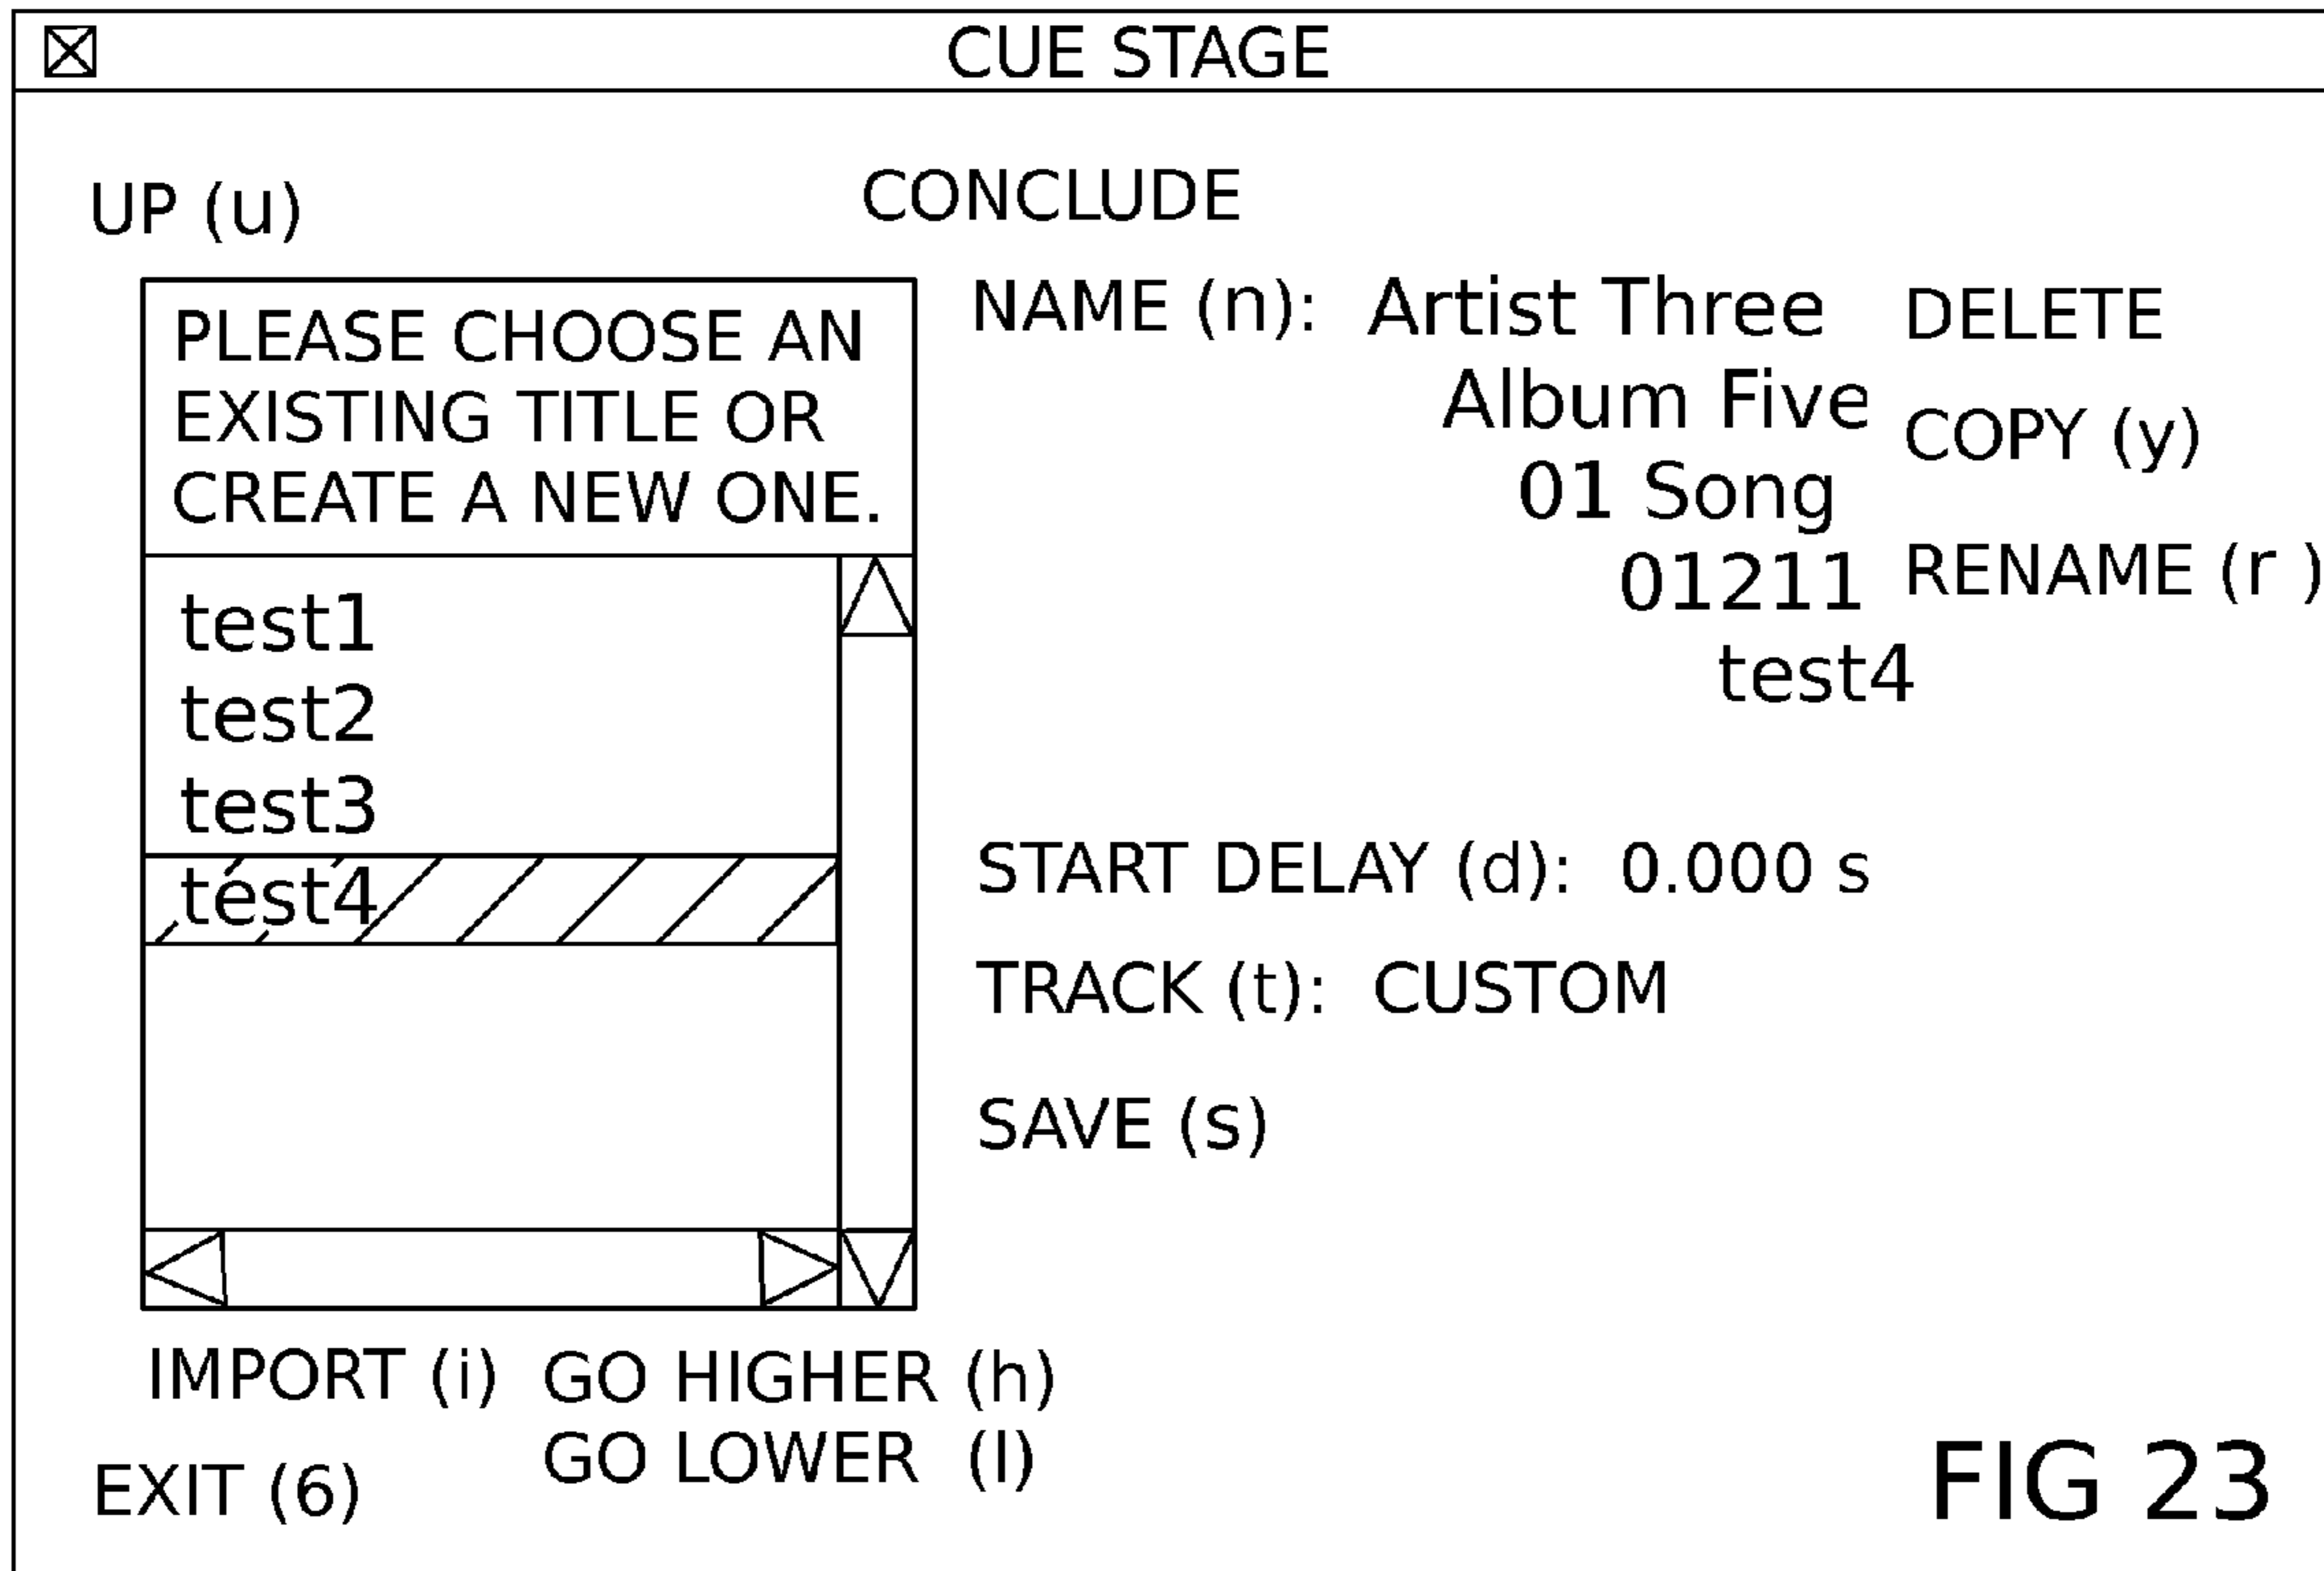 CUE STAGE
UP (u)
CONCLUDE
PLEASE CHOOSE AN
EXISTING TITLE OR
CREATE A NEW ONE.
test1
test2
test3
test4
NAME (n): Artist Three
Album Five
01 Song
01211
test4
DELETE
COPY (y)
RENAME (r )
START DELAY (d): 0.000 s
TRACK (t): CUSTOM
SAVE (s)
IMPORT (i)
GO HIGHER (h)
GO LOWER (l)
EXIT (6)
FIG 23